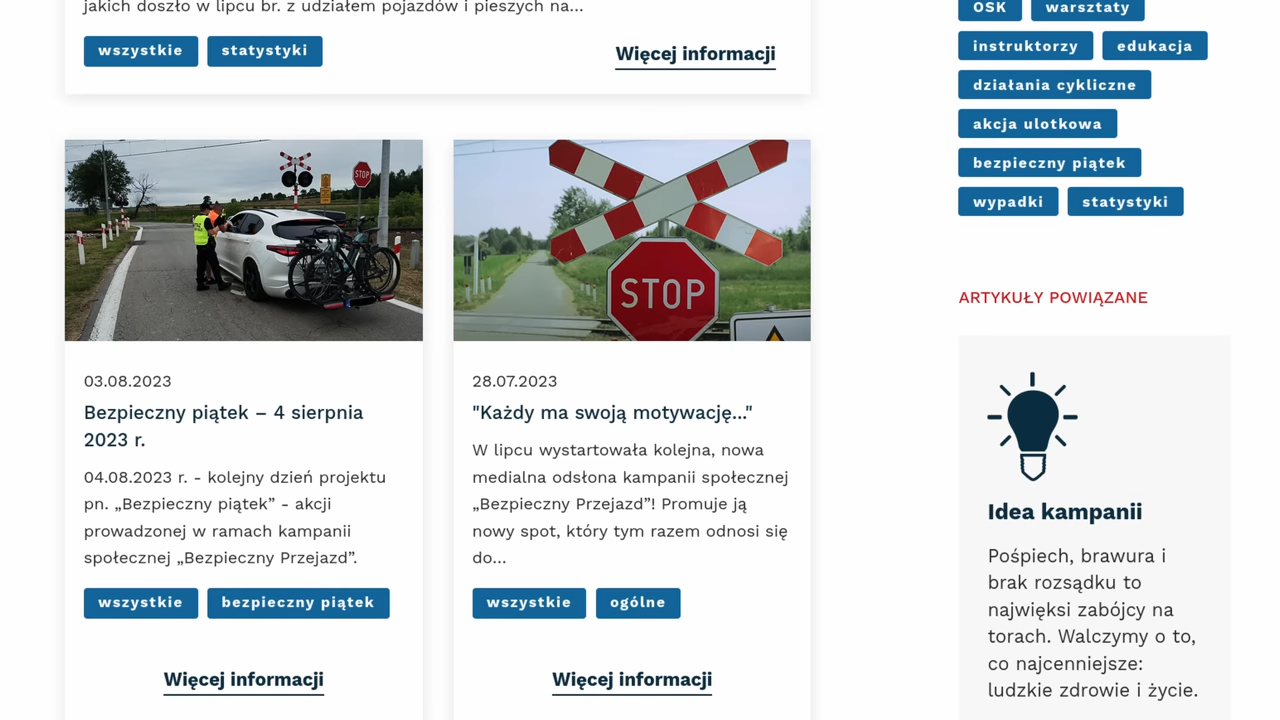 jakich doszło w lipcu br. z udziałem pojazdów i pieszych na...
wszystkie statystyki
Więcej informacji
STOP
03.08.2023
Bezpieczny piątek – 4 sierpnia
2023 r.
04.08.2023 r. - kolejny dzień projektu
pn. „Bezpieczny piątek” - akcji
prowadzonej w ramach kampanii
społecznej „Bezpieczny Przejazd”.
wszystkie bezpieczny piątek
Więcej informacji
STOP
28.07.2023
"Każdy ma swoją motywację..."
W lipcu wystartowała kolejna, nowa
medialna odsłona kampanii społecznej
„Bezpieczny Przejazd”! Promuje ją
nowy spot, który tym razem odnosi się
do...
wszystkie ogólne
Więcej informacji
OSK warsztaty
instruktorzy edukacja
działania cykliczne
akcja ulotkowa
bezpieczny piątek
wypadki statystyki
ARTYKUŁY POWIĄZANE
Idea kampanii
Pośpiech, brawura i
brak rozsądku to
najwięksi zabójcy na
torach. Walczymy o to,
co najcenniejsze:
ludzkie zdrowie i życie.